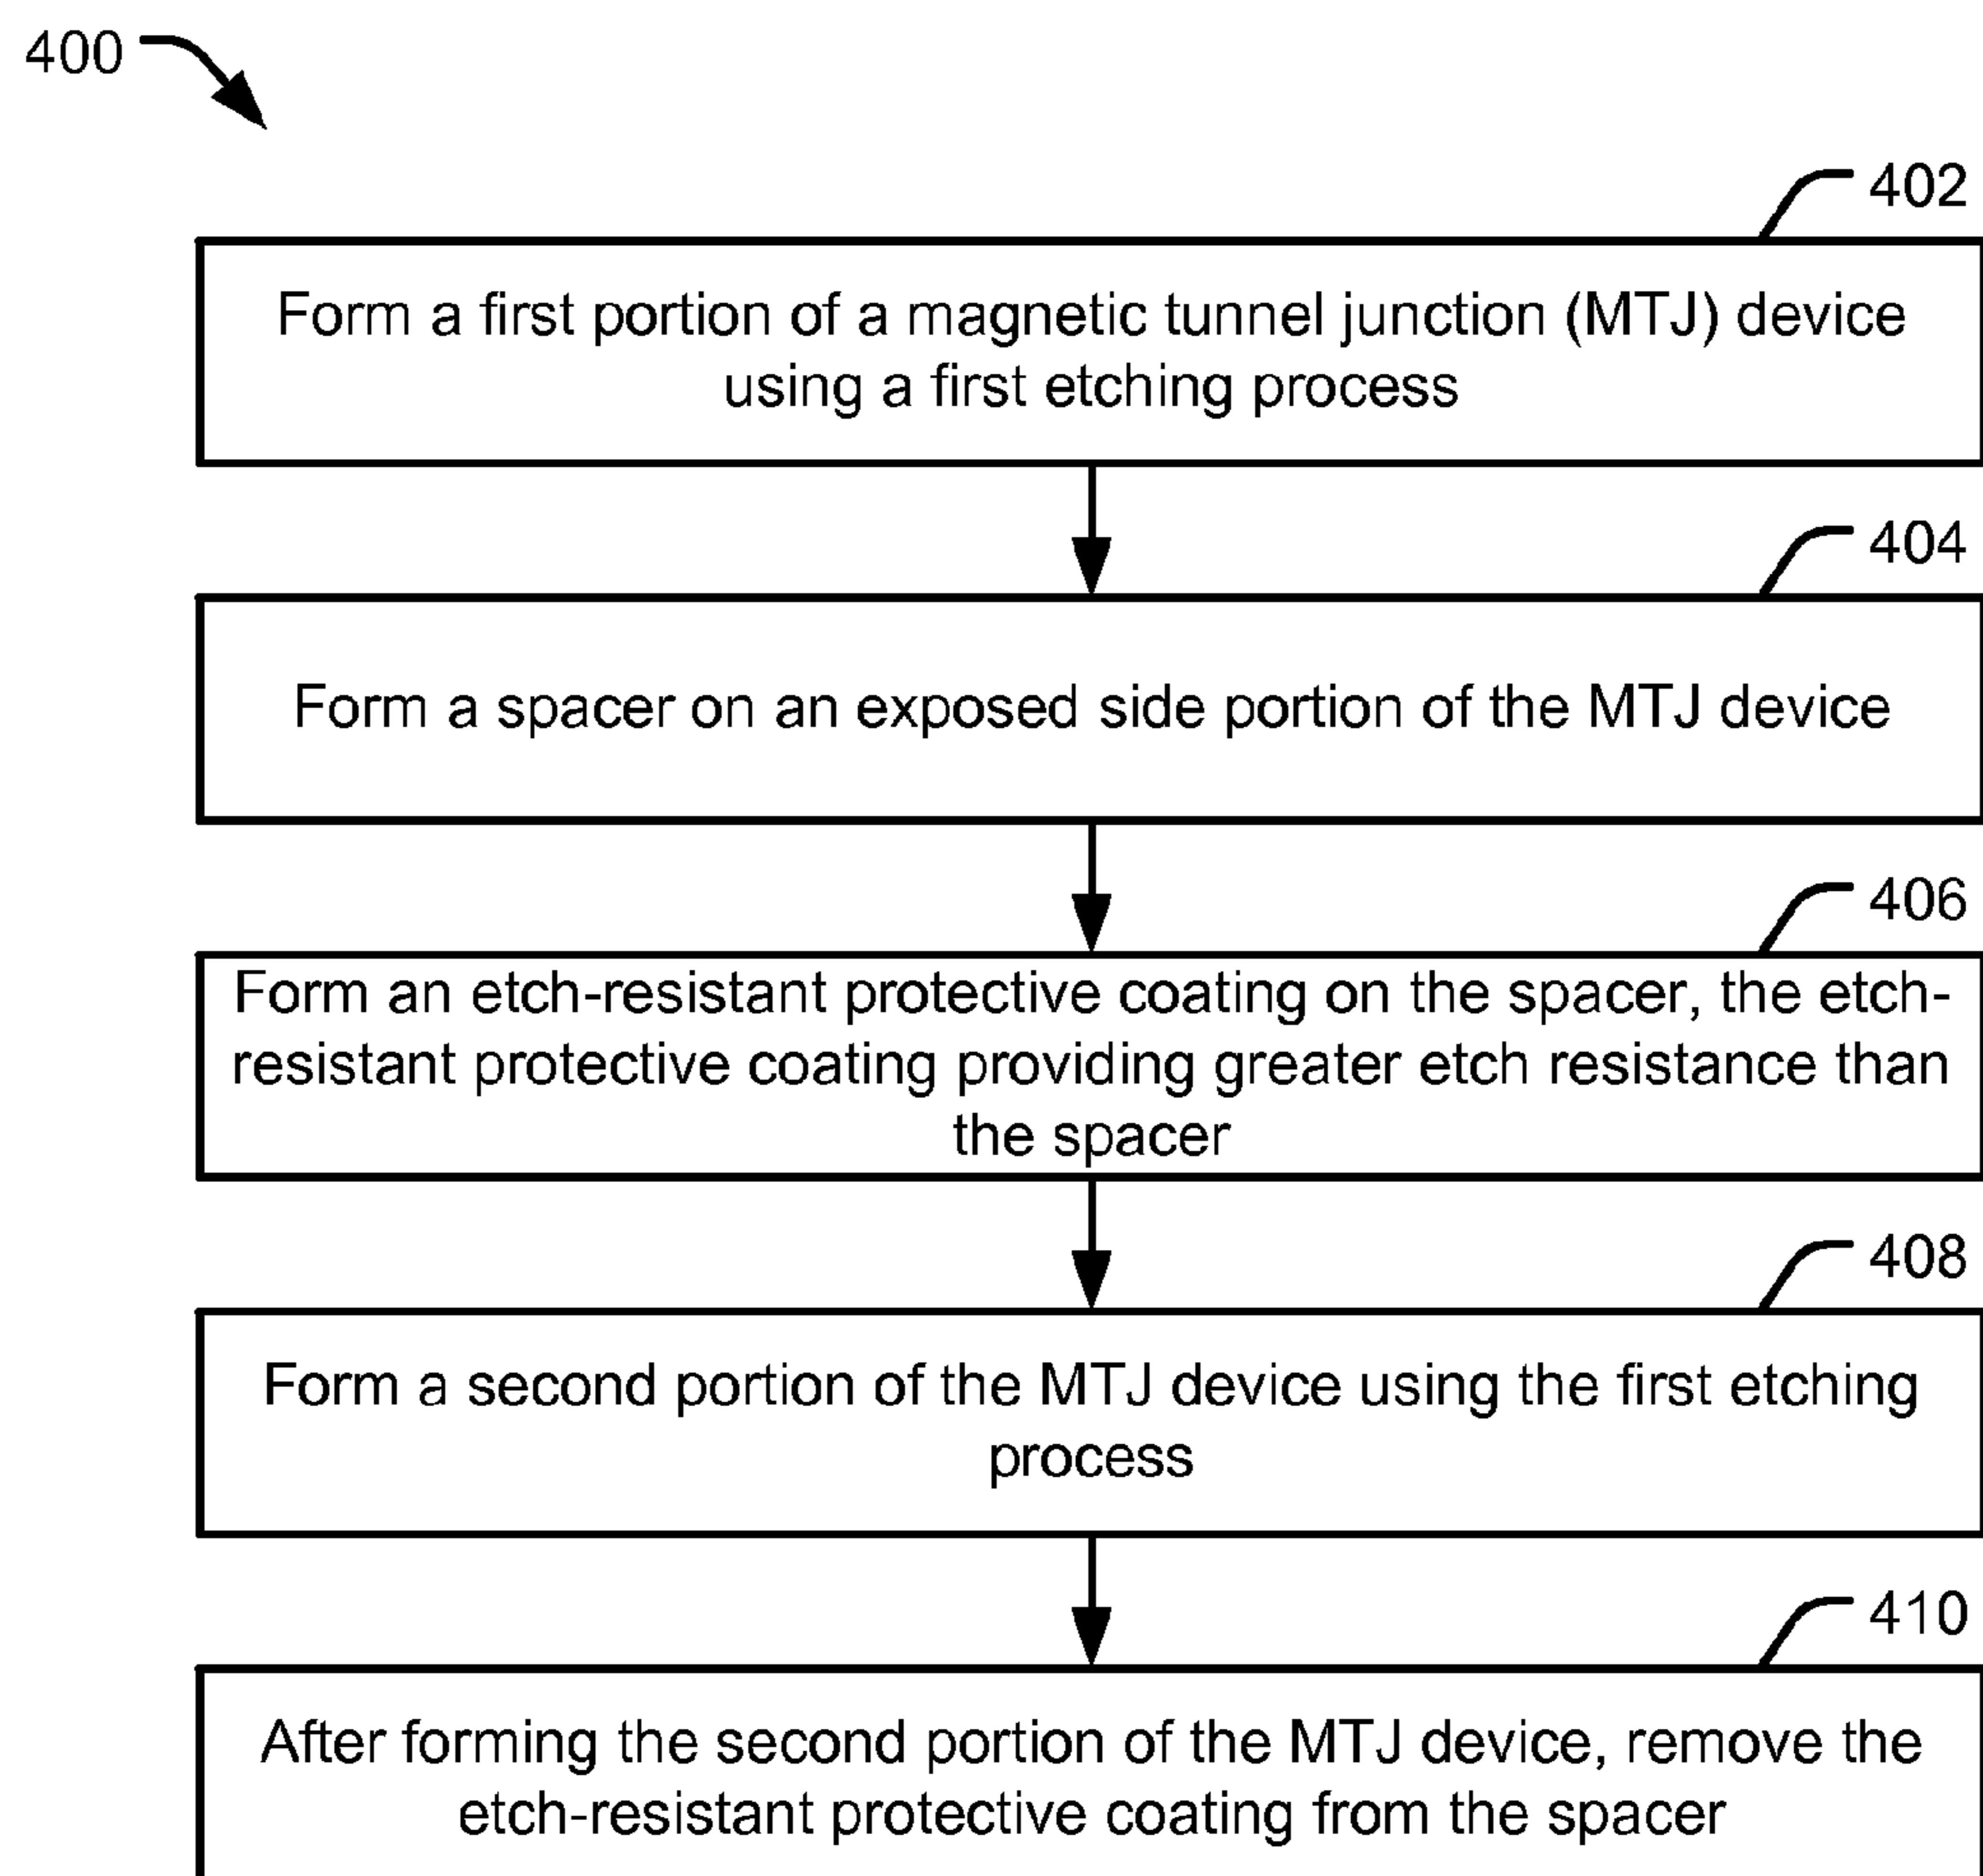 400
402
Form a first portion of a magnetic tunnel junction (MTJ) device
using a first etching process
404
Form a spacer on an exposed side portion of the MTJ device
406
Form an etch-resistant protective coating on the spacer, the etch-
resistant protective coating providing greater etch resistance than
the spacer
408
Form a second portion of the MTJ device using the first etching
process
410
After forming the second portion of the MTJ device, remove the
etch-resistant protective coating from the spacer